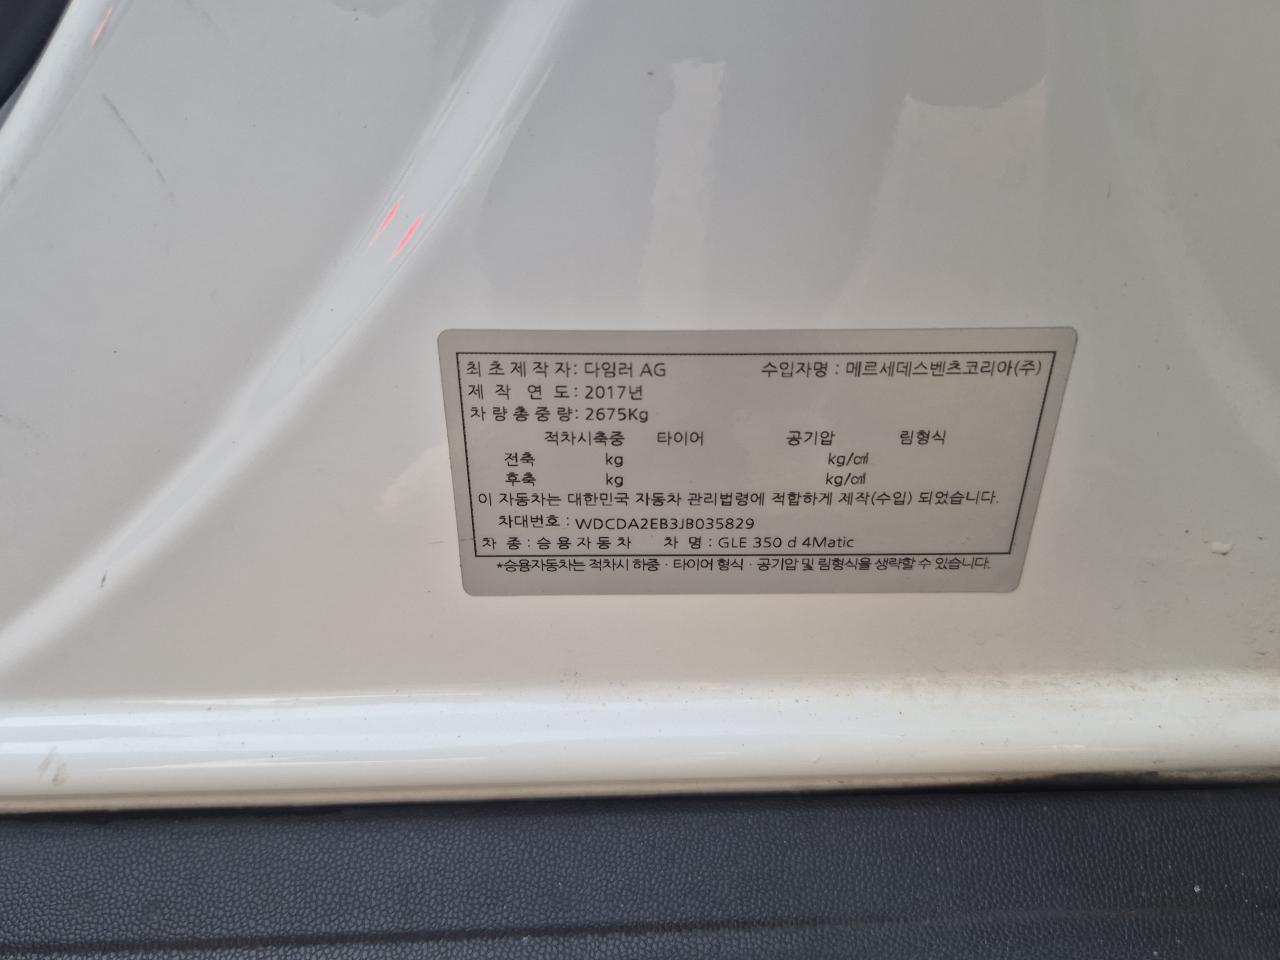 최초제작자: 다임러 AG 수입자명 : 메르세데스벤츠코리아(주)
제 작 연 도: 2017년
차량총중량: 2675Kg
적차시축중 타이어 공기압 림형식
전축 kg kg/㎠
후축 kg kg/㎠
이 자동차는 대한민국 자동차 관리법령에 적합하게 제작(수입) 되었습니다.
차대번호 : WDCDA2EB3JB035829
차 종 : 승용자동차 차 명 : GLE 350 d 4Matic
*승용자동차는 적차시 하중 · 타이어 형식 · 공기압 및 림형식을 생략할 수 있습니다.